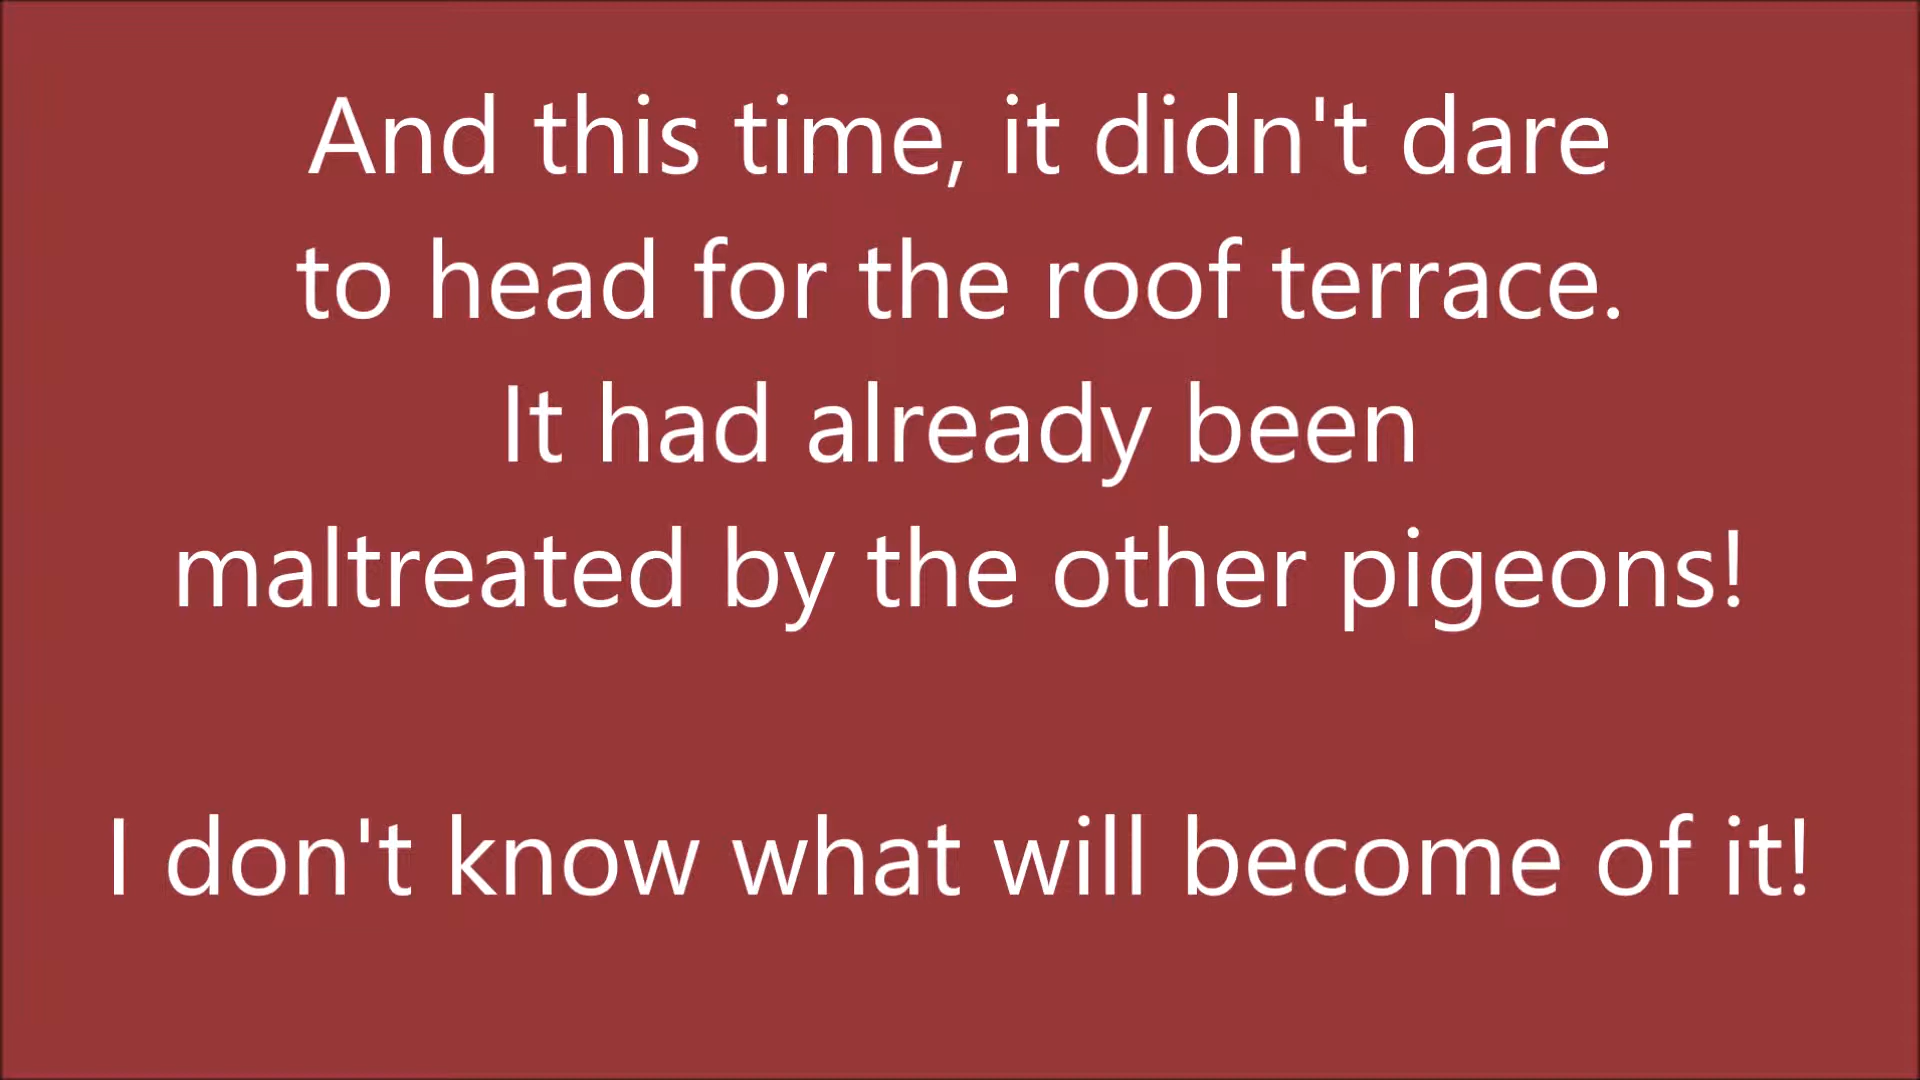 And this time, it didn't dare
to head for the roof terrace.
It had already been
maltreated by the other pigeons!
I don't know what will become of it!